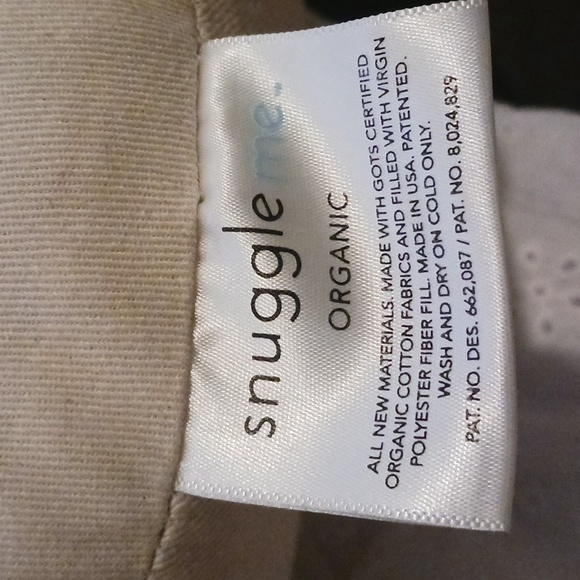 snuggle me™
ORGANIC
ALL NEW MATERIALS. MADE WITH GOTS CERTIFIED
ORGANIC COTTON FABRICS AND FILLED WITH VIRGIN
POLYESTER FIBER FILL. MADE IN USA. PATENTED.
WASH AND DRY ON COLD ONLY.
PAT. NO. DES. 662,087 / PAT. NO. 8,024,829